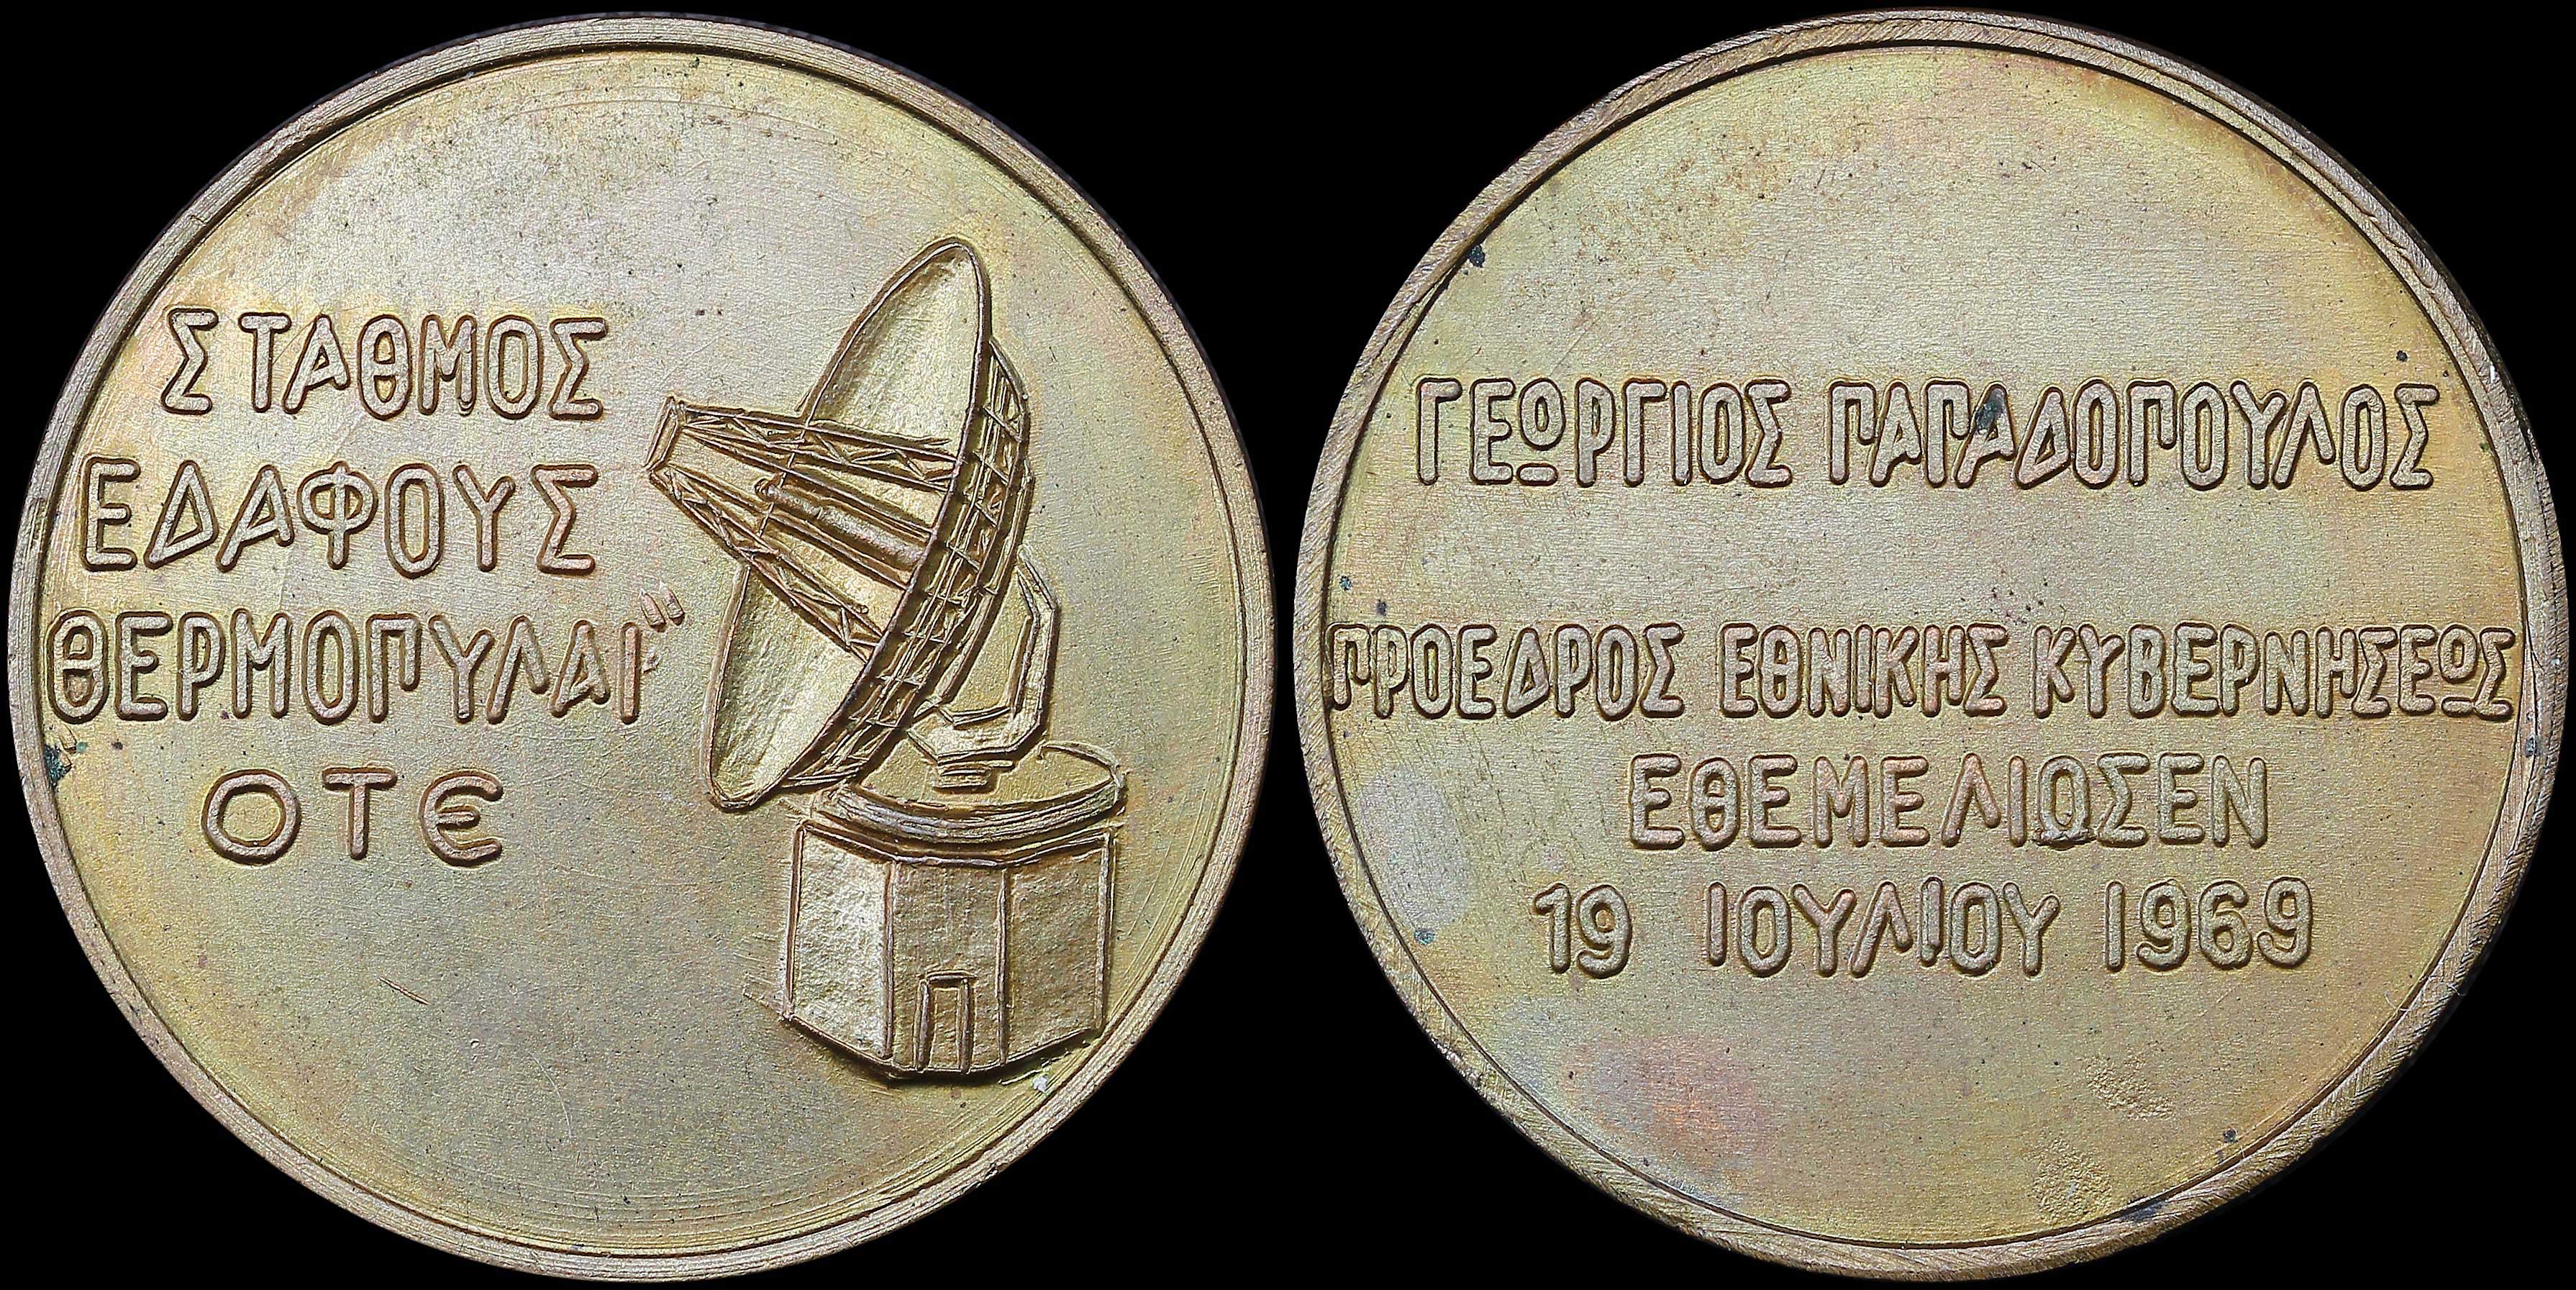 ΣΤΑΘΜΟΣ
ΕΔΑΦΟΥΣ
ΘΕΡΜΟΠΥΛΑΙ"
ΟΤΕ
ΓΕΩΡΓΙΟΣ ΠΑΠΑΔΟΠΟΥΛΟΣ
ΠΡΟΕΔΡΟΣ ΕΘΝΙΚΗΣ ΚΥΒΕΡΝΗΣΕΩΣ
ΕΘΕΜΕΛΙΩΣΕΝ
19 ΙΟΥΛΙΟΥ 1969